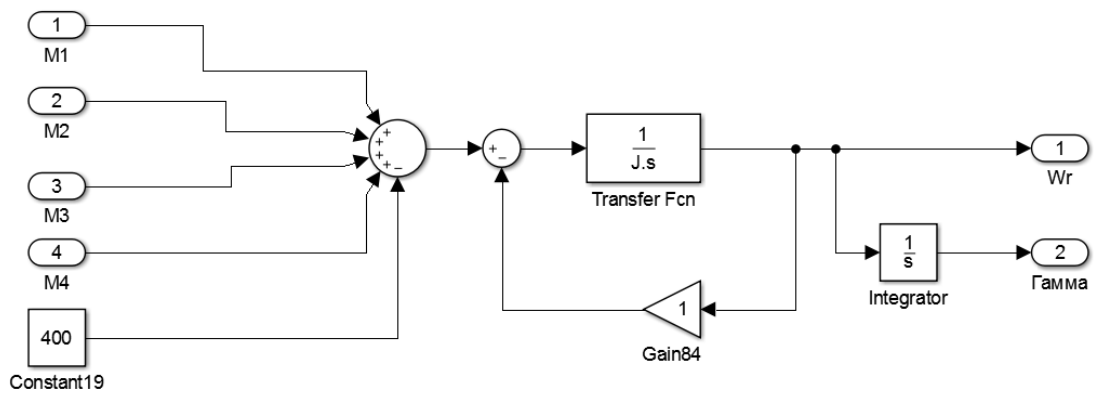 1
M1
2
M2
3
M3
4
M4
400
Constant19
+
+
+
+
−
+
−
1
J.s
Transfer Fcn
1
Gain84
1
s
Integrator
1
Wr
2
Гамма